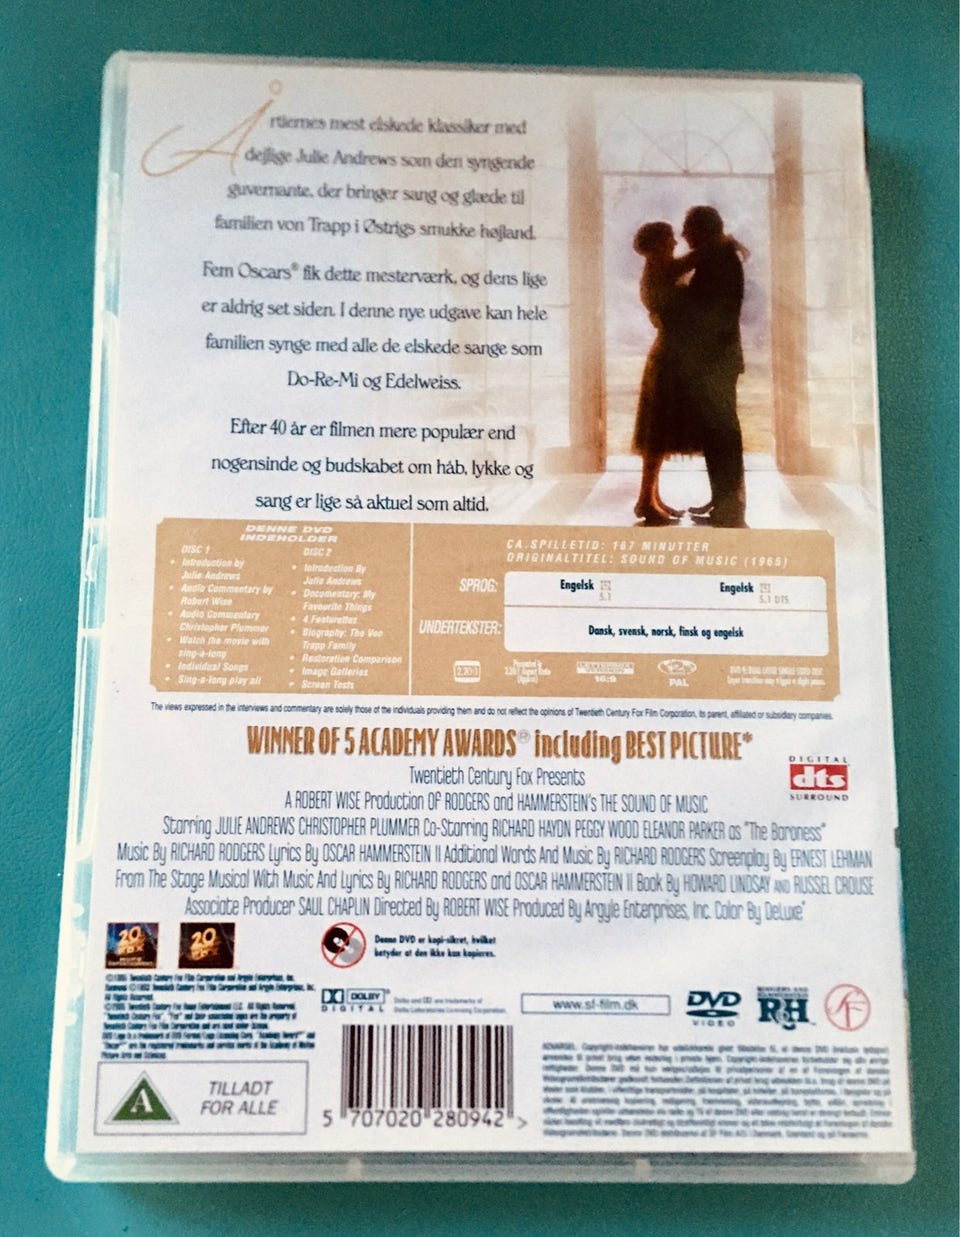 Årtiernes mest elskede klassiker med
dejlige Julie Andrews som den syngende
guvernante, der bringer sang og glæde til
familien von Trapp i Østrigs smukke højland.
Fem Oscars® fik dette mesterværk, og dens lige
er aldrig set siden. I denne nye udgave kan hele
familien synge med alle de elskede sange som
Do-Re-Mi og Edelweiss.
Efter 40 år er filmen mere populær end
nogensinde og budskabet om håb, lykke og
sang er lige så aktuel som altid.
DENNE DVD
INDEHOLDER
DISC 1
• Introduction by
Julie Andrews
• Audio Commentary by
Robert Wise
• Audio Commentary
Christopher Plummer
• Watch the movie with
sing-a-long
• Individual Songs
• Sing-a-long play all
DISC 2
• Introduction By
Julie Andrews
• Documentary: My
Favourite Things
• 4 Featurettes
• Biography: The Von
Trapp Family
• Restoration Comparison
• Image Galleries
• Screen Tests
CA.SPILLETID: 167 MINUTTER
ORIGINALTITEL: SOUND OF MUSIC (1965)
SPROG:
Engelsk
5.1
Engelsk
5.1 DTS
UNDERTEKSTER:
Dansk, svensk, norsk, finsk og engelsk
2.20:1
16:9
2
PAL
The views expressed in the interviews and commentary are solely those of the individuals providing them and do not reflect the opinions of Twentieth Century Fox Film Corporation, its parent, affiliated or subsidiary companies.
WINNER OF 5 ACADEMY AWARDS® including BEST PICTURE*
Twentieth Century Fox Presents
A ROBERT WISE Production OF RODGERS and HAMMERSTEIN's THE SOUND OF MUSIC
Starring JULIE ANDREWS CHRISTOPHER PLUMMER Co-Starring RICHARD HAYDN PEGGY WOOD ELEANOR PARKER as "The Baroness"
Music By RICHARD RODGERS Lyrics By OSCAR HAMMERSTEIN II Additional Words And Music By RICHARD RODGERS Screenplay By ERNEST LEHMAN
From The Stage Musical With Music And Lyrics By RICHARD RODGERS and OSCAR HAMMERSTEIN II Book By HOWARD LINDSAY AND RUSSEL CROUSE
Associate Producer SAUL CHAPLIN Directed By ROBERT WISE Produced By Argyle Enterprises, Inc. Color By Deluxe®
DIGITAL
dts
SURROUND
20
FOX
20
FOX
Denne DVD er kopi-sikret, hvilket
betyder at den ikke kan kopieres.
DOLBY
DIGITAL
www.sf-film.dk
DVD
VIDEO
R&H
SF
A
TILLADT
FOR ALLE
5 707020 280942 >